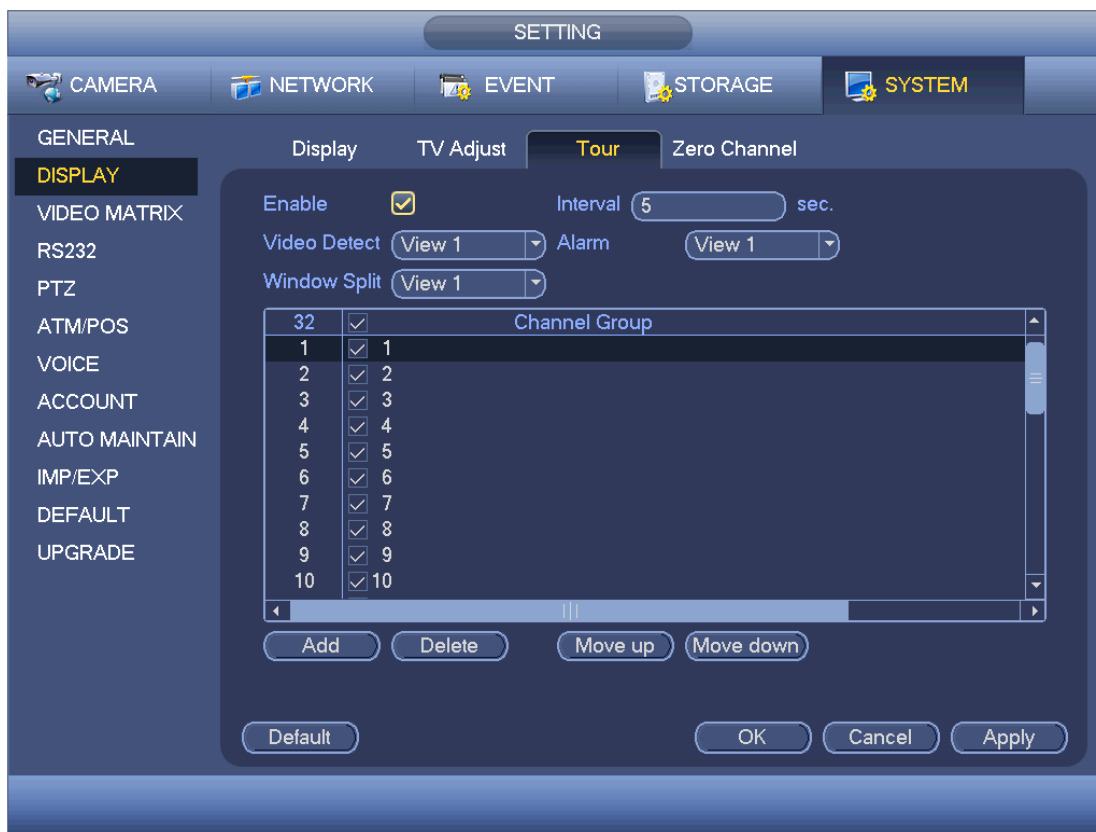 SETTING
CAMERA NETWORK EVENT STORAGE SYSTEM
GENERAL
DISPLAY
VIDEO MATRIX
RS232
PTZ
ATM/POS
VOICE
ACCOUNT
AUTO MAINTAIN
IMP/EXP
DEFAULT
UPGRADE
Display TV Adjust Tour Zero Channel
Enable Interval 5 sec.
Video Detect View 1 Alarm View 1
Window Split View 1
32 Channel Group
1 1
2 2
3 3
4 4
5 5
6 6
7 7
8 8
9 9
10 10
Add Delete Move up Move down
Default OK Cancel Apply